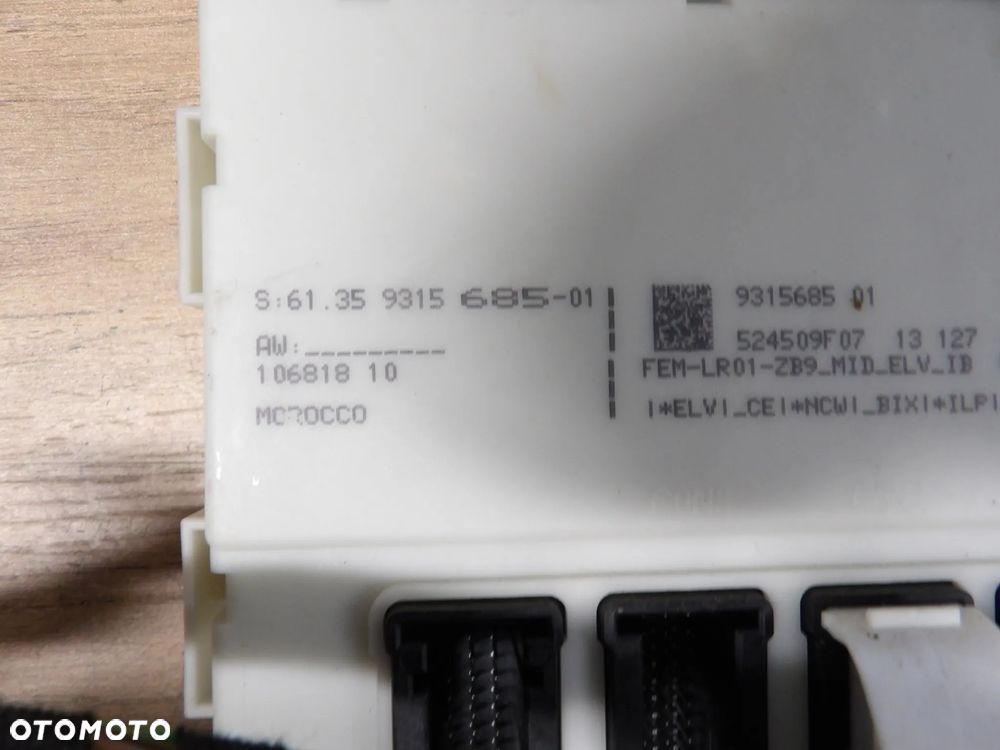 S:61.35 9315 685-01
AW:_________
106818 10
MOROCCO
9315685 01
524509F07 13 127
FEM-LR01-ZB9_MID_ELV_IB
|*ELV|_CE|*NCW|_BIX|*ILP|
OTOMOTO